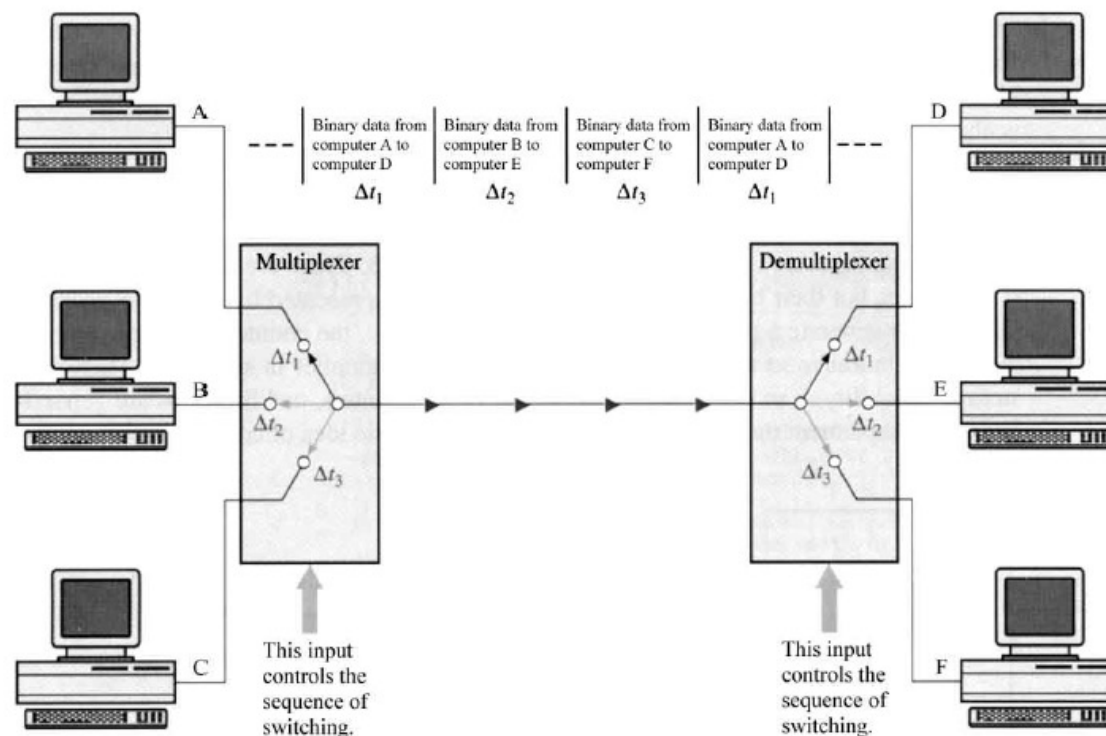 A
D
Binary data from
computer A to
computer D
Δt1
Binary data from
computer B to
computer E
Δt2
Binary data from
computer C to
computer F
Δt3
Binary data from
computer A to
computer D
Δt1
Multiplexer
Demultiplexer
Δt1
Δt1
B
E
Δt2
Δt2
Δt3
Δt3
C
F
This input
controls the
sequence of
switching.
This input
controls the
sequence of
switching.